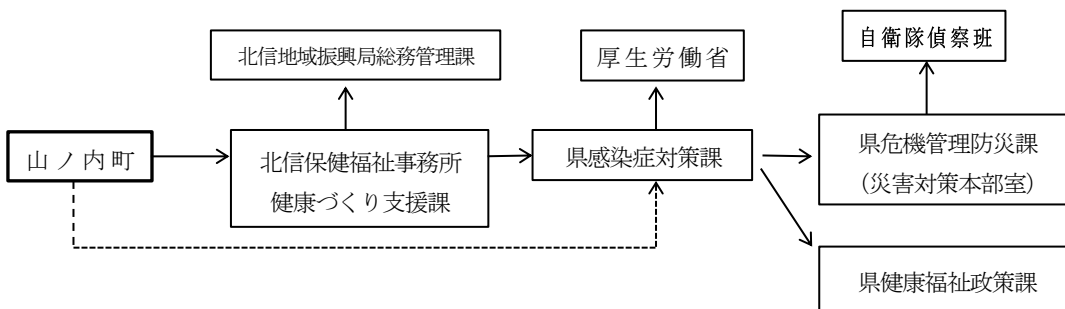 北信地域振興局総務管理課
厚生労働省
自衛隊偵察班
山ノ内町
北信保健福祉事務所
健康づくり支援課
県感染症対策課
県危機管理防災課
（災害対策本部室）
県健康福祉政策課